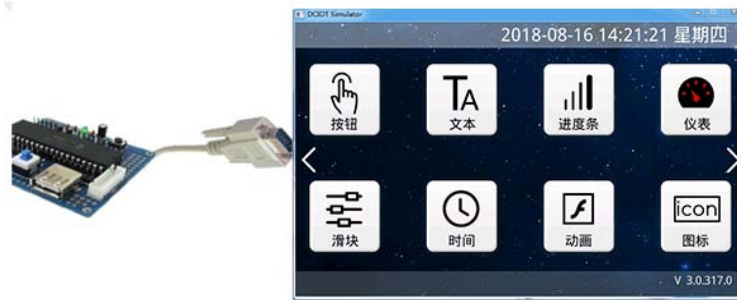 DCIOT Simulator
2018-08-16 14:21:21 星期四
TA
按钮
文本
进度条
仪表
icon
滑块
时间
动画
图标
V 3.0.317.0